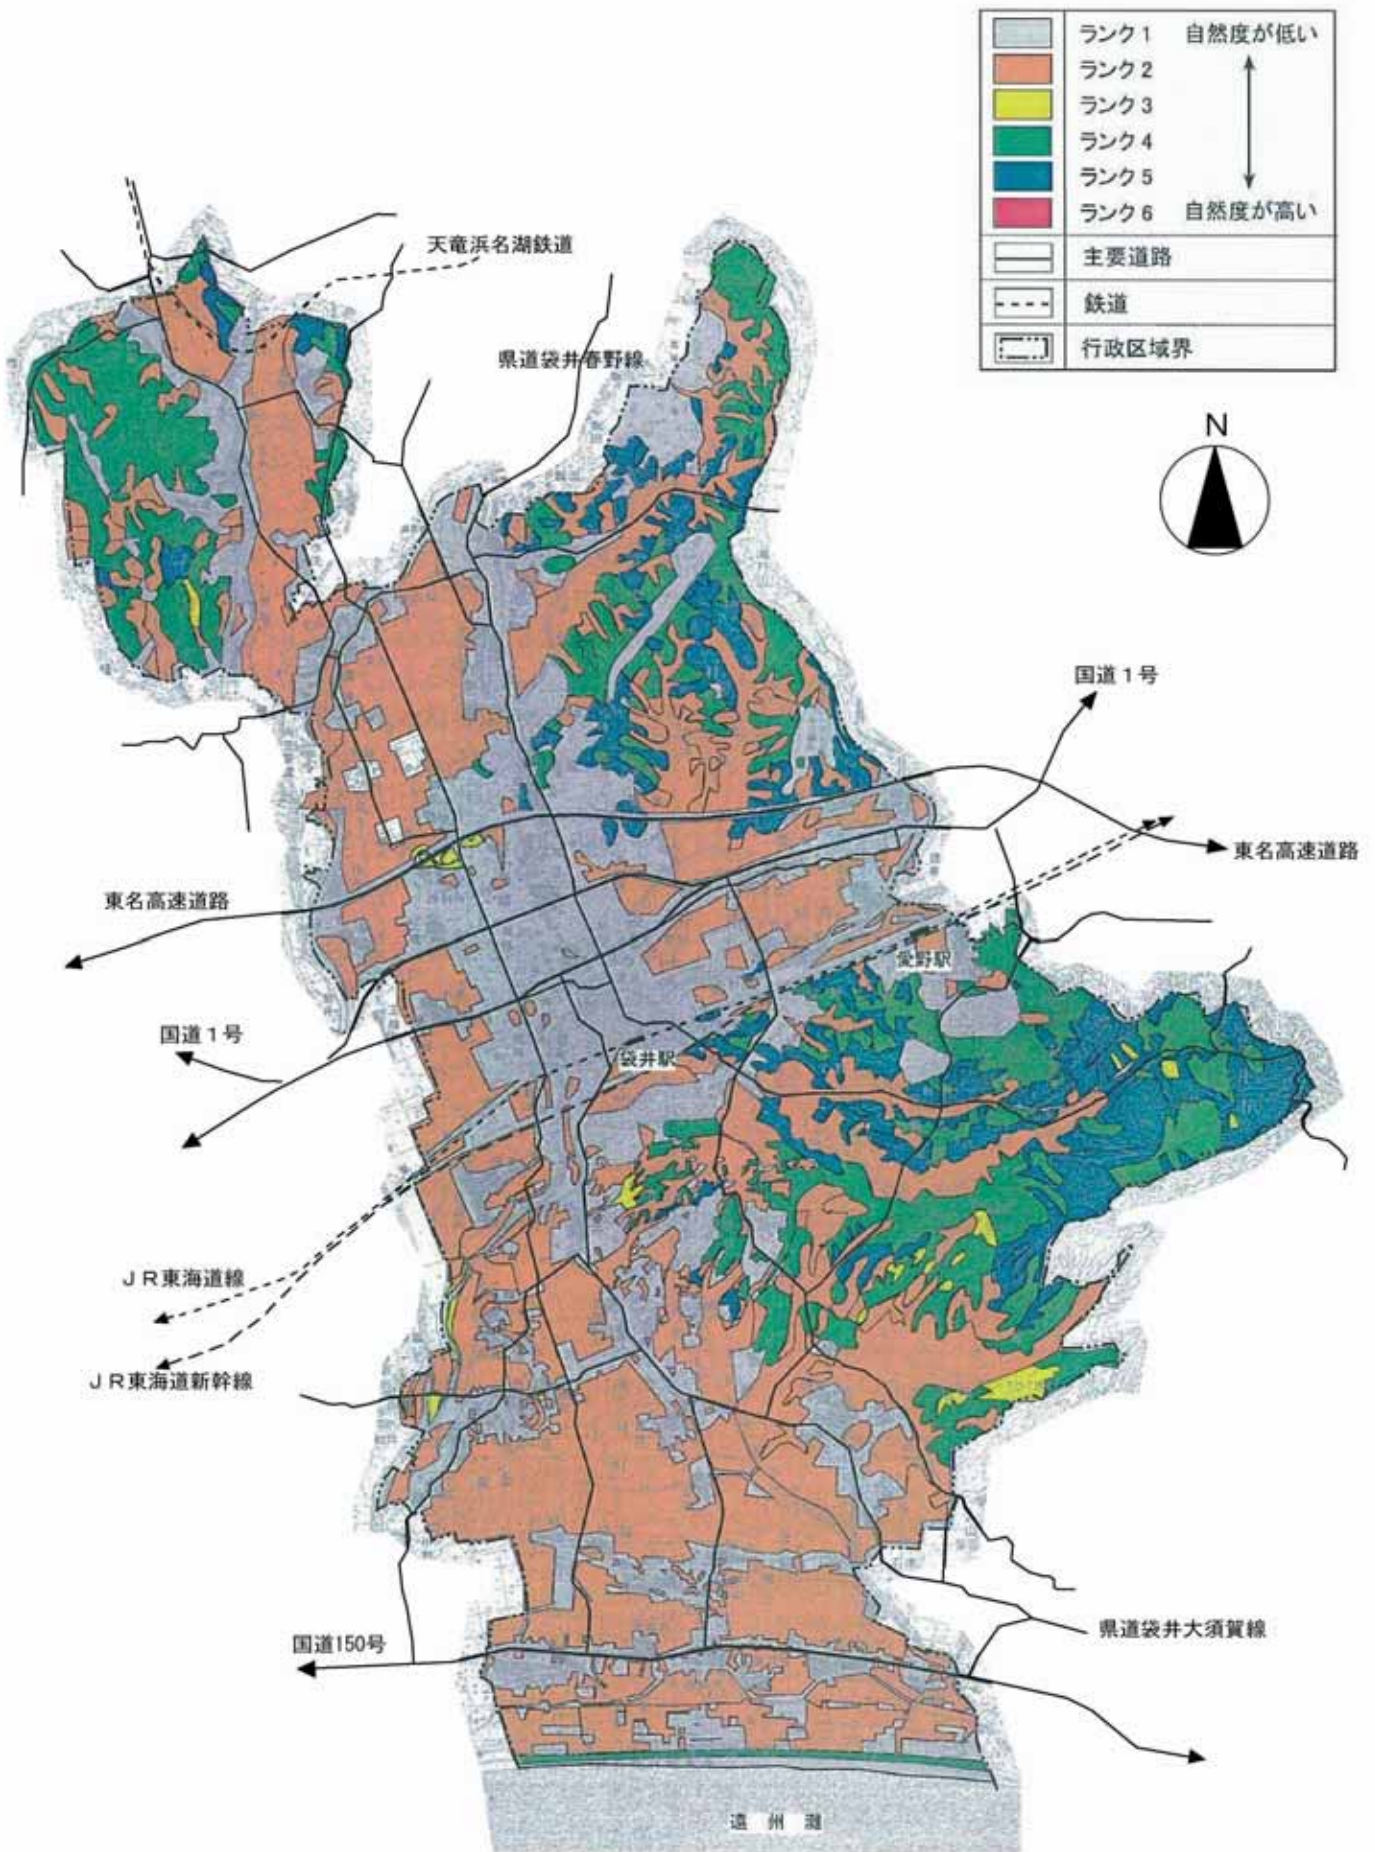 ランク1 自然度が低い
ランク2
ランク3
ランク4
ランク5
ランク6 自然度が高い
主要道路
鉄道
行政区域界
N
天竜浜名湖鉄道
県道袋井春野線
国道1号
東名高速道路
東名高速道路
愛野駅
国道1号
袋井駅
JR東海道線
JR東海道新幹線
県道袋井大須賀線
国道150号
遠州灘